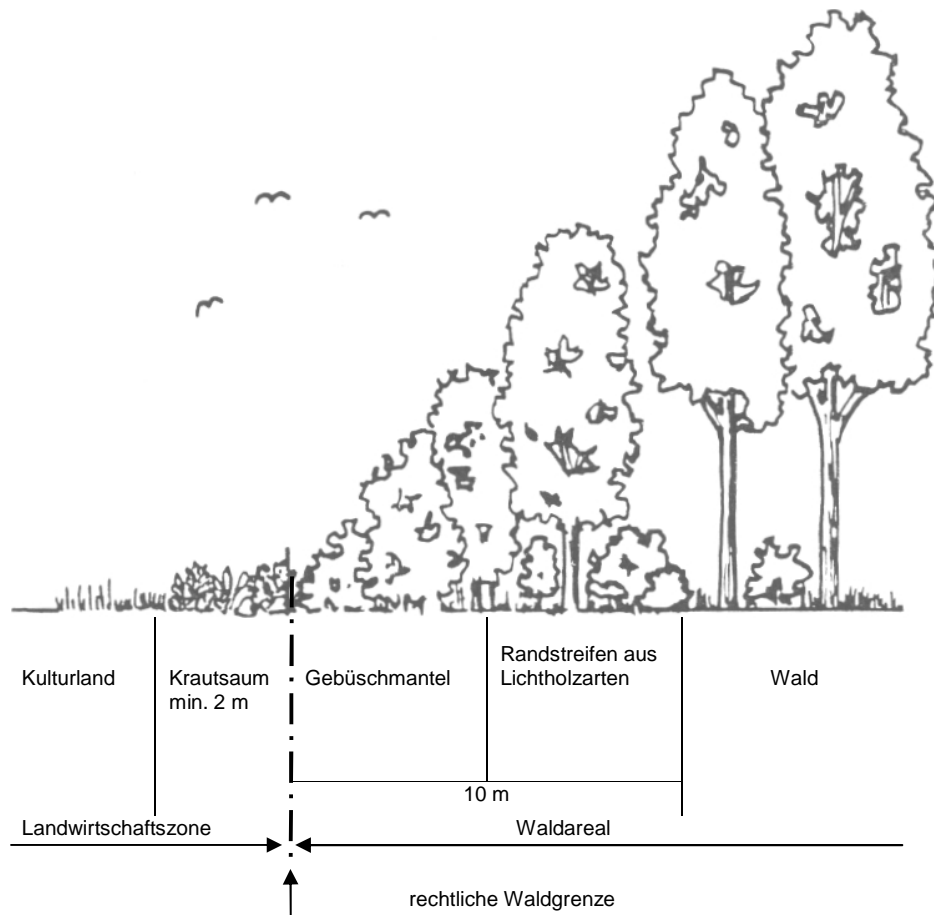 Kulturland
Krautsaum
min. 2 m
Gebüschmantel
Randstreifen aus
Lichtholzarten
Wald
10 m
Landwirtschaftszone
Waldareal
rechtliche Waldgrenze